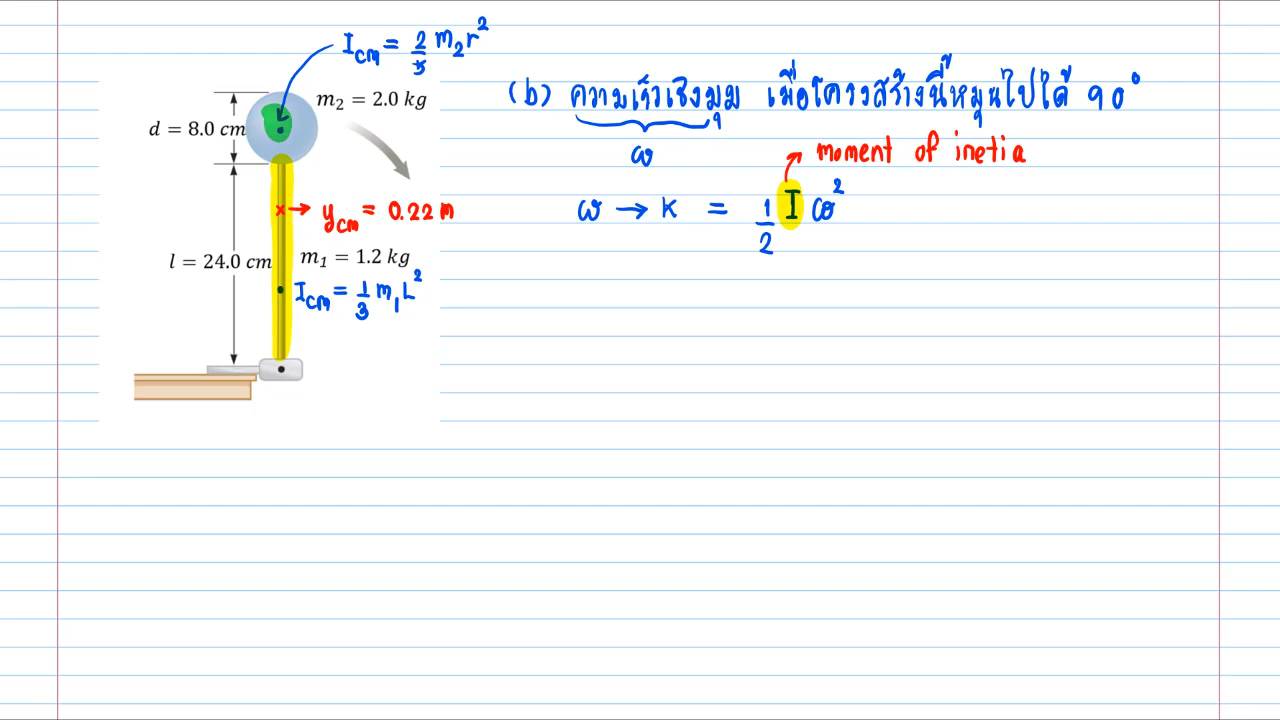 I_cm = 2/5 m₂r²
m₂ = 2.0 kg
d = 8.0 cm
y_cm = 0.22 m
l = 24.0 cm
m₁ = 1.2 kg
I_cm = 1/3 m₁L²
(b) ความเร็วเชิงมุม เมื่อโครงสร้างนี้หมุนไปได้ 90°
ω
moment of inetia
ω → K = 1/2 I ω²